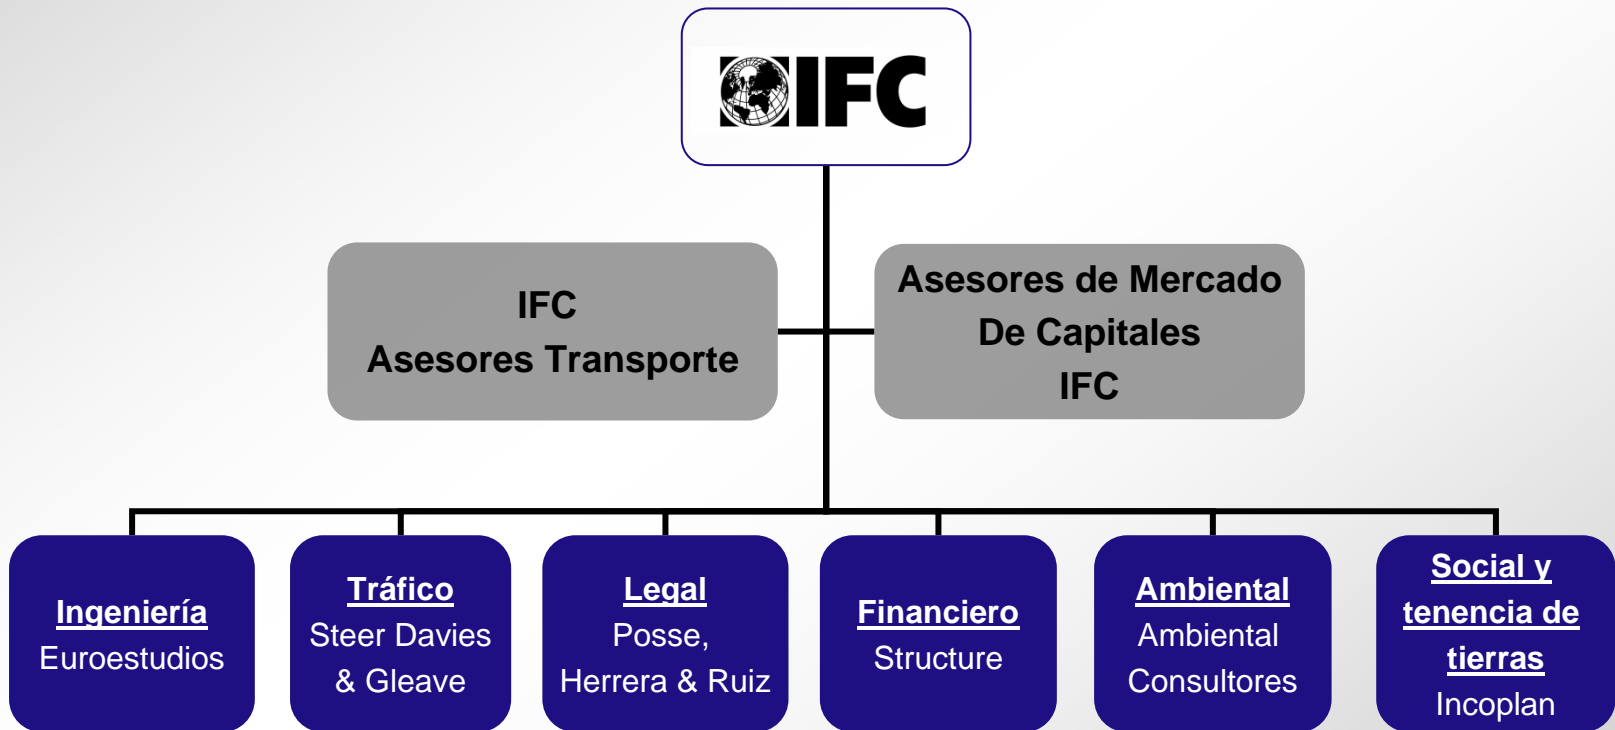 IFC
IFC
Asesores Transporte
Asesores de Mercado
De Capitales
IFC
Ingeniería
Euroestudios
Tráfico
Steer Davies
& Gleave
Legal
Posse,
Herrera & Ruiz
Financiero
Structure
Ambiental
Ambiental
Consultores
Social y
tenencia de
tierras
Incoplan